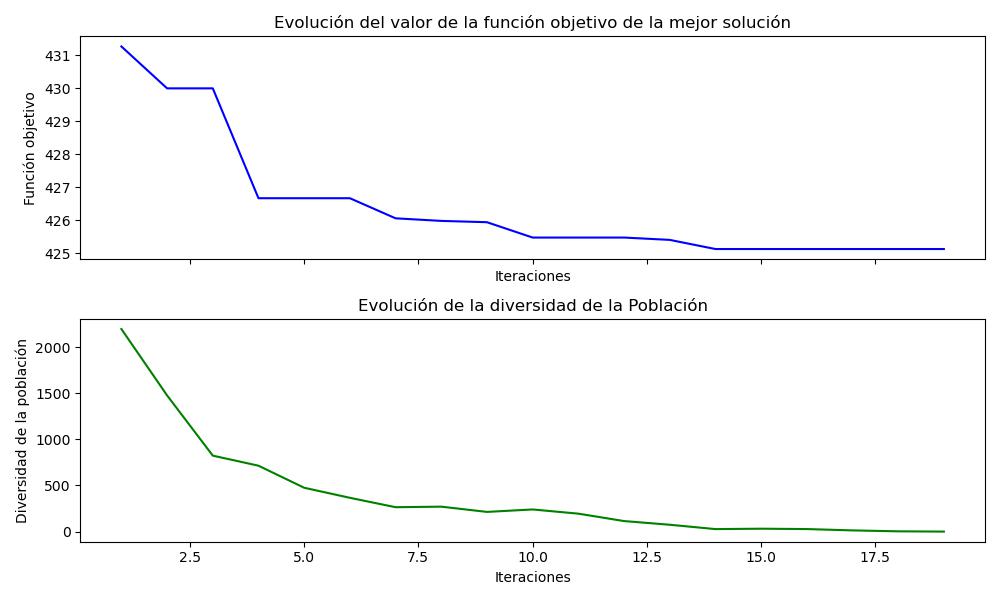 Evolución del valor de la función objetivo de la mejor solución
Función objetivo
431
430
429
428
427
426
425
Iteraciones
Evolución de la diversidad de la Población
Diversidad de la población
2000
1500
1000
500
0
2.5 5.0 7.5 10.0 12.5 15.0 17.5
Iteraciones